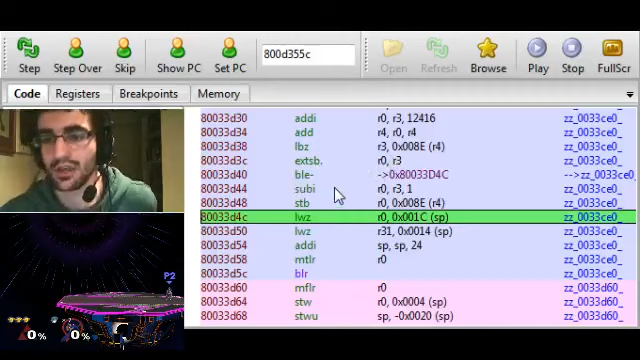 Step Step Over Skip Show PC Set PC 800d355c Open Refresh Browse Play Stop FullScr
Code Registers Breakpoints Memory
80033d30 addi r0, r3, 12416 zz_0033ce0_
80033d34 add r4, r0, r4 zz_0033ce0_
80033d38 lbz r3, 0x008E (r4) zz_0033ce0_
80033d3c extsb. r0, r3 zz_0033ce0_
80033d40 ble- ->0x80033D4C -->zz_0033ce0_
80033d44 subi r0, r3, 1 zz_0033ce0_
80033d48 stb r0, 0x008E (r4) zz_0033ce0_
80033d4c lwz r0, 0x001C (sp) zz_0033ce0_
80033d50 lwz r31, 0x0014 (sp) zz_0033ce0_
80033d54 addi sp, sp, 24 zz_0033ce0_
80033d58 mtlr r0 zz_0033ce0_
80033d5c blr zz_0033ce0_
80033d60 mflr r0 zz_0033d60_
80033d64 stw r0, 0x0004 (sp) zz_0033d60_
80033d68 stwu sp, -0x0020 (sp) zz_0033d60_
P2
0% 0%